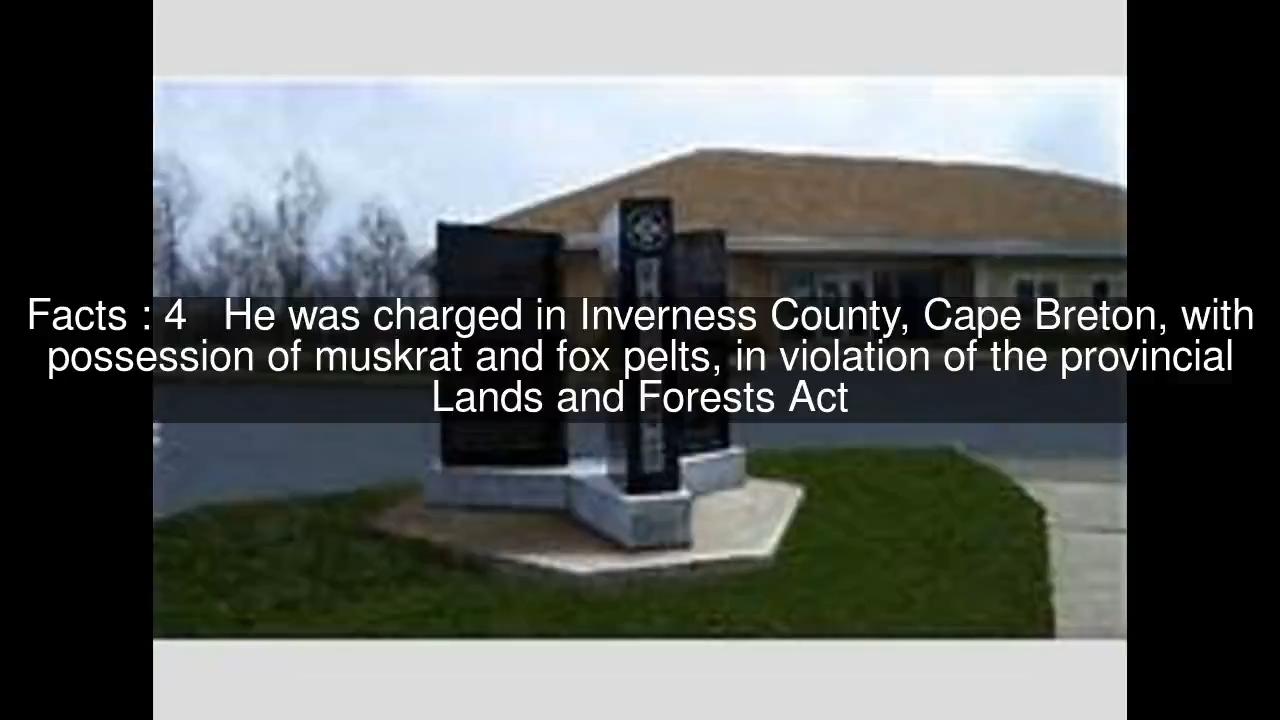 Facts : 4 He was charged in Inverness County, Cape Breton, with
possession of muskrat and fox pelts, in violation of the provincial
Lands and Forests Act